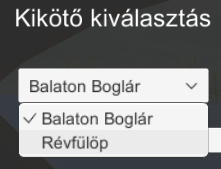 Kikötő kiválasztás
Balaton Boglár
✓ Balaton Boglár
Révfülöp